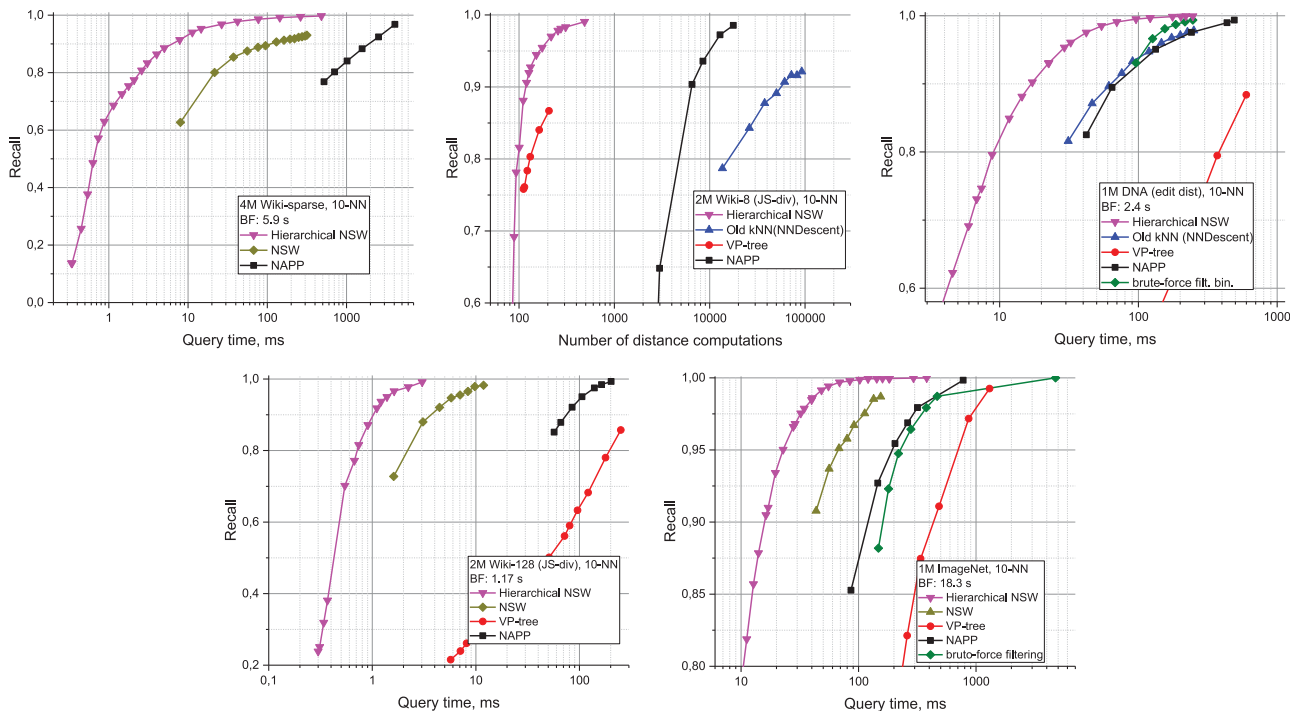 1,0
0,8
0,6
0,4
0,2
0,0
Recall
0,1
1
10
100
1000
Query time, ms
4M Wiki-sparse, 10-NN
BF: 5.9 s
Hierarchical NSW
NSW
NAPP
1,0
0,9
0,8
0,7
0,6
Recall
100
1000
10000
100000
Number of distance computations
2M Wiki-8 (JS-div), 10-NN
Hierarchical NSW
Old kNN(NNDescent)
VP-tree
NAPP
1,0
0,8
0,6
Recall
10
100
1000
Query time, ms
1M DNA (edit dist), 10-NN
BF: 2.4 s
Hierarchical NSW
Old kNN (NNDescent)
VP-tree
NAPP
brute-force filt. bin.
1,0
0,8
0,6
0,4
0,2
Recall
0,1
1
10
100
Query time, ms
2M Wiki-128 (JS-div), 10-NN
BF: 1.17 s
Hierarchical NSW
NSW
VP-tree
NAPP
1,00
0,95
0,90
0,85
0,80
Recall
10
100
1000
Query time, ms
1M ImageNet, 10-NN
BF: 18.3 s
Hierarchical NSW
NSW
VP-tree
NAPP
bruto-force filtering